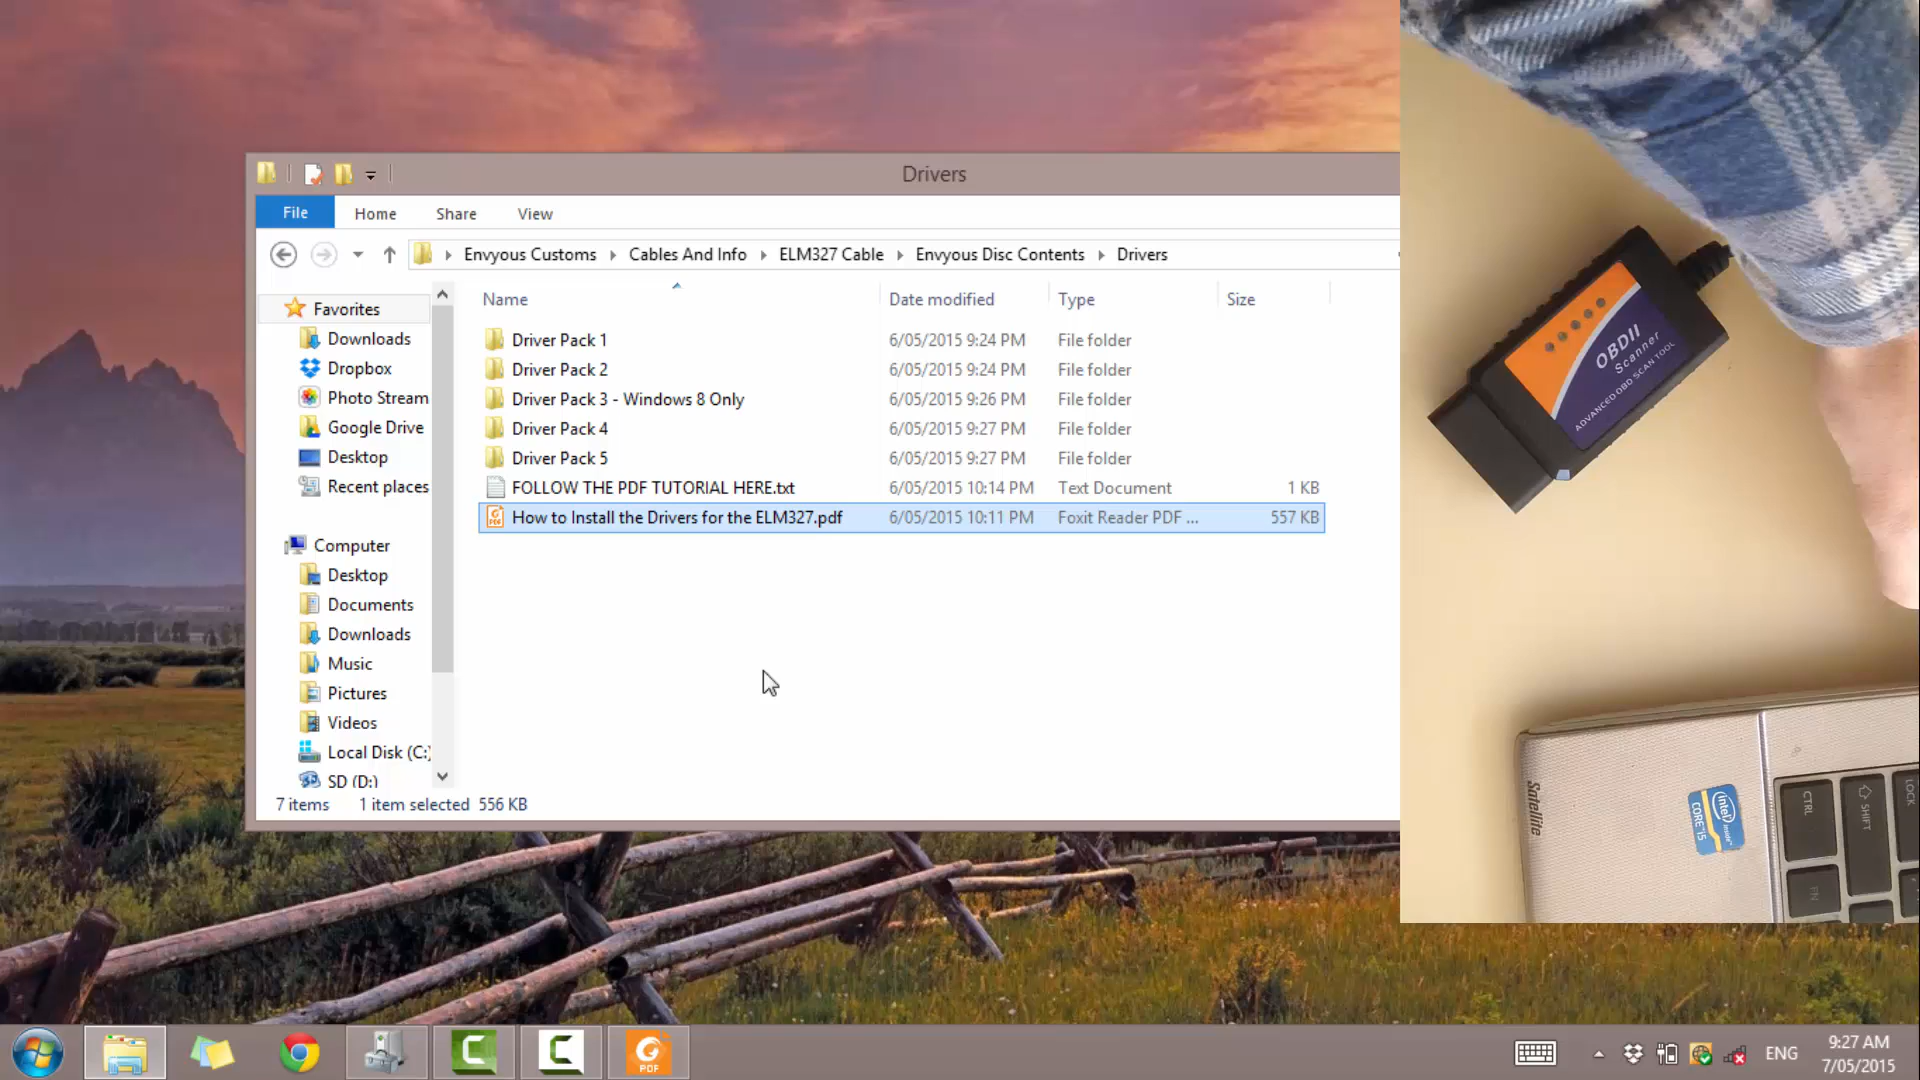 Drivers
File Home Share View
Envyous Customs Cables And Info ELM327 Cable Envyous Disc Contents Drivers
Name Date modified Type Size
Favorites
Downloads
Dropbox
Photo Stream
Google Drive
Desktop
Recent places
Computer
Desktop
Documents
Downloads
Music
Pictures
Videos
Local Disk (C:)
SD (D:)
Driver Pack 1 6/05/2015 9:24 PM File folder
Driver Pack 2 6/05/2015 9:24 PM File folder
Driver Pack 3 - Windows 8 Only 6/05/2015 9:26 PM File folder
Driver Pack 4 6/05/2015 9:27 PM File folder
Driver Pack 5 6/05/2015 9:27 PM File folder
FOLLOW THE PDF TUTORIAL HERE.txt 6/05/2015 10:14 PM Text Document 1 KB
How to Install the Drivers for the ELM327.pdf 6/05/2015 10:11 PM Foxit Reader PDF ... 557 KB
7 items 1 item selected 556 KB
OBDII
Scanner
ADVANCED OBD SCAN TOOL
Satellite
intel
inside
CORE i5
CTRL
SHIFT
LOCK
FN
PDF
ENG
9:27 AM
7/05/2015